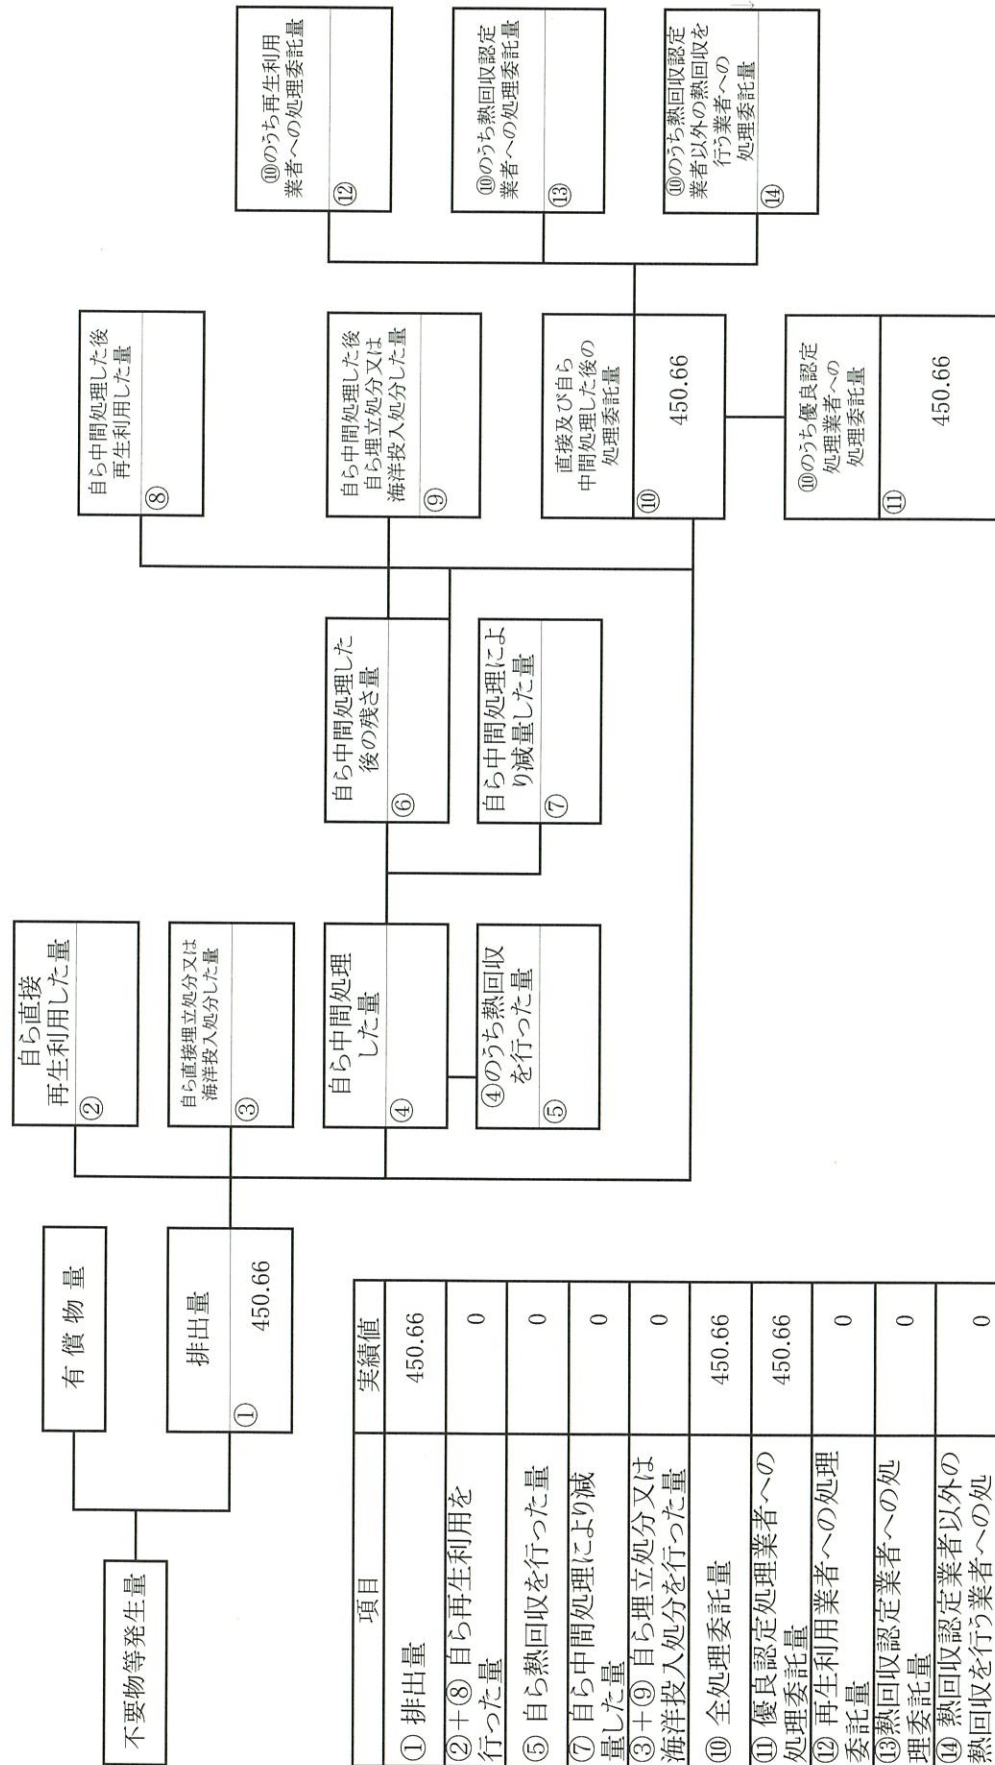 不要物等発生量
有償物量
排出量
①
450.66
自ら直接
再生利用した量
②
自ら直接埋立処分又は
海洋投入処分した量
③
自ら中間処理
した量
④
④のうち熱回収
を行った量
⑤
自ら中間処理した
後の残さ量
⑥
自ら中間処理によ
り減量した量
⑦
自ら中間処理した後
再生利用した量
⑧
自ら中間処理した後
自ら埋立処分又は
海洋投入処分した量
⑨
直接及び自ら
中間処理した後の
処理委託量
⑩
450.66
⑩のうち優良認定
処理業者への
処理委託量
⑪
450.66
⑩のうち再生利用
業者への処理委託量
⑫
⑩のうち熱回収認定
業者への処理委託量
⑬
⑩のうち熱回収認定
業者以外の熱回収を
行う業者への
処理委託量
⑭
項目 実績値
①排出量 450.66
②+⑧ 自ら再生利用を
行った量 0
⑤ 自ら熱回収を行った量 0
⑦ 自ら中間処理により減
量した量 0
③+⑨ 自ら埋立処分又は
海洋投入処分を行った量 0
⑩ 全処理委託量 450.66
⑪ 優良認定処理業者への
処理委託量 450.66
⑫ 再生利用業者への処理
委託量 0
⑬熱回収認定業者への処
理委託量 0
⑭ 熱回収認定業者以外の
熱回収を行う業者への処 0